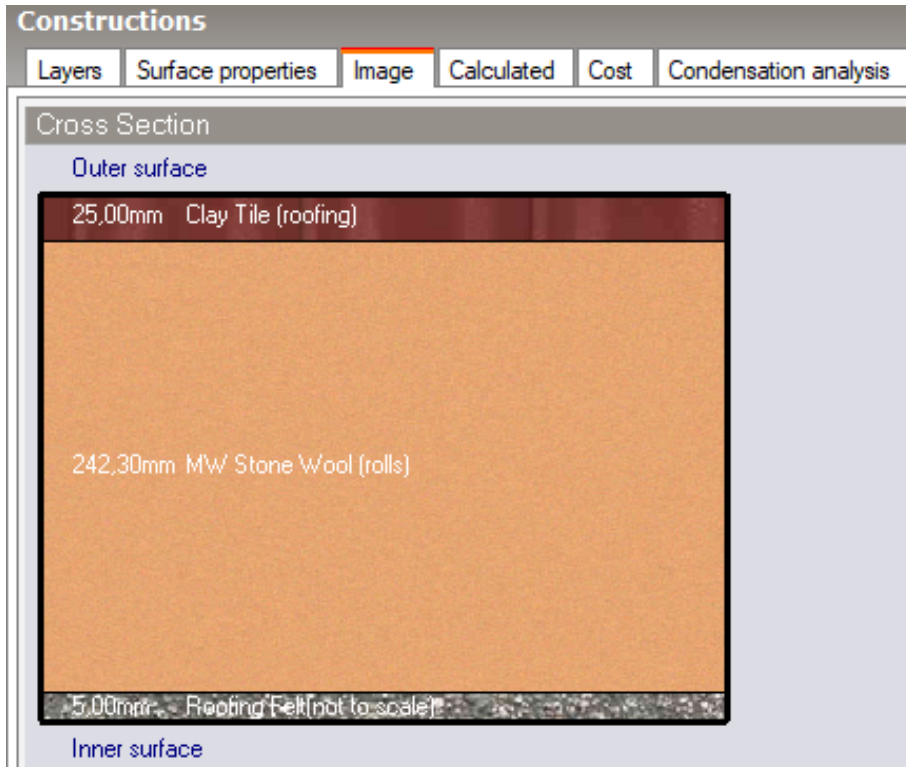 Constructions
Layers Surface properties Image Calculated Cost Condensation analysis
Cross Section
Outer surface
25,00mm Clay Tile (roofing)
242,30mm MW Stone Wool (rolls)
5,00mm Roofing Felt(not to scale)
Inner surface